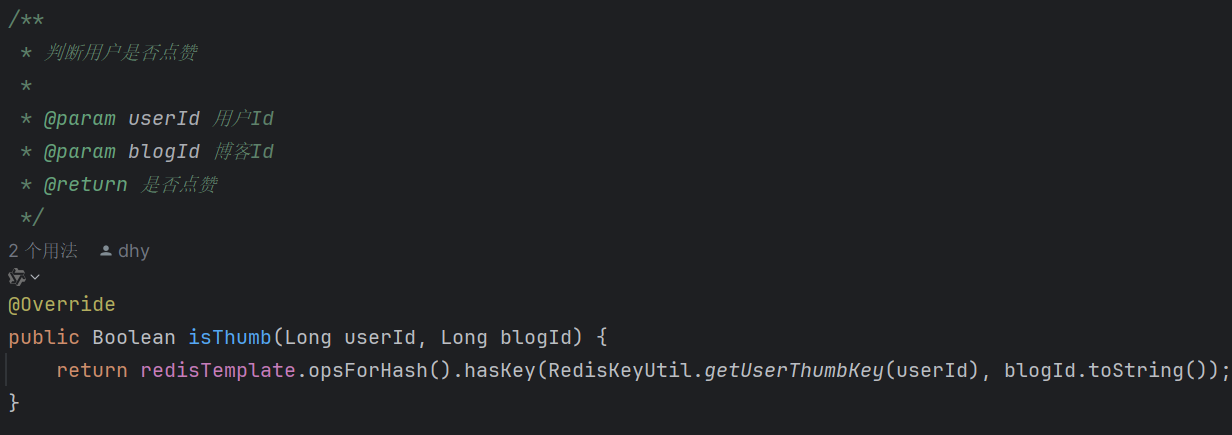 /**
 * 判断用户是否点赞
 *
 * @param userId 用户Id
 * @param blogId 博客Id
 * @return 是否点赞
 */
2 个用法 dhy
@Override
public Boolean isThumb(Long userId, Long blogId) {
    return redisTemplate.opsForHash().hasKey(RedisKeyUtil.getUserThumbKey(userId), blogId.toString());
}